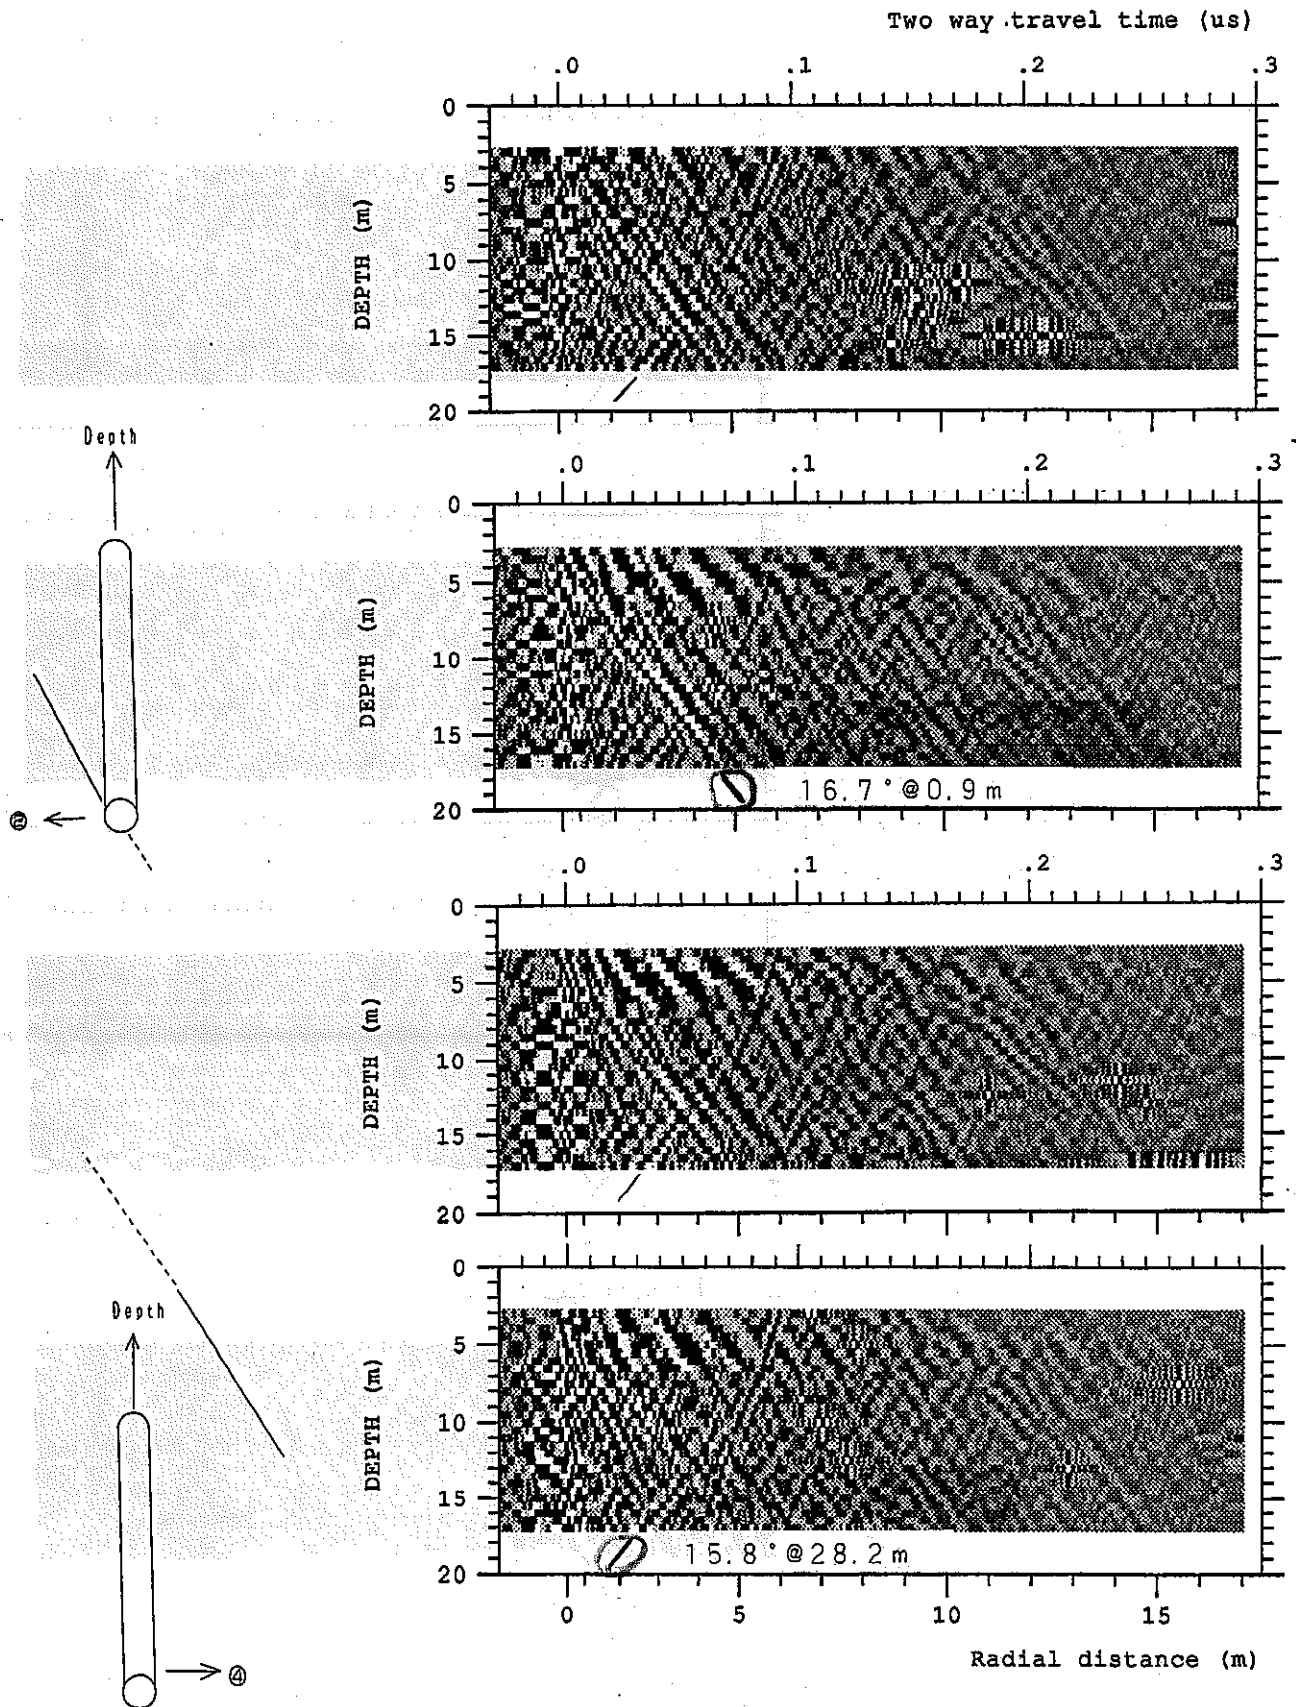 Two way travel time (us)
.0 .1 .2 .3
0
5
10
15
20
DEPTH (m)
Depth
②
.0 .1 .2 .3
0
5
10
15
20
DEPTH (m)
16.7°@0.9m
.0 .1 .2 .3
0
5
10
15
20
DEPTH (m)
Depth
④
0
5
10
15
20
DEPTH (m)
15.8°@28.2m
0 5 10 15
Radial distance (m)